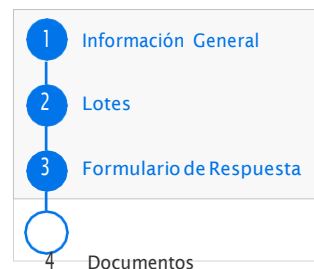 1 Información General
2 Lotes
3 Formulario de Respuesta
4 Documentos